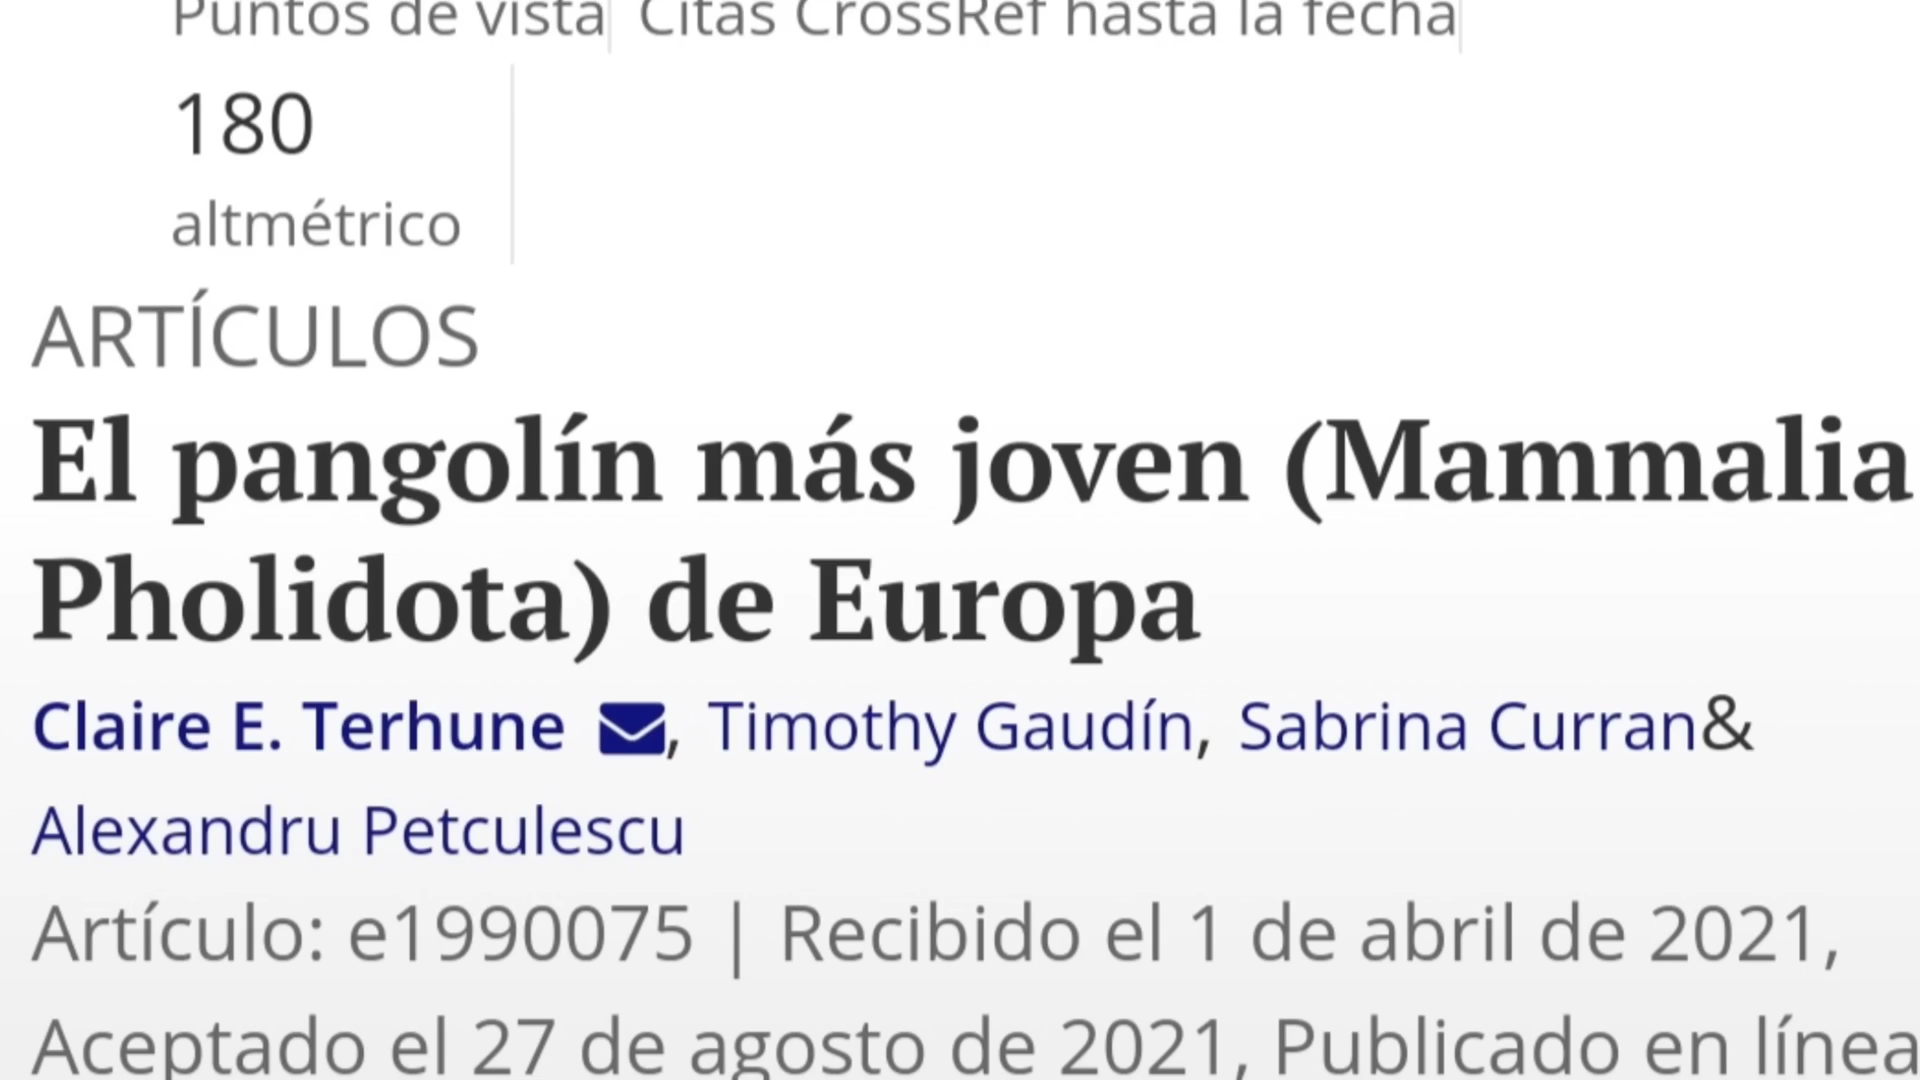 Puntos de vista Citas CrossRef hasta la fecha
180
altmétrico
ARTÍCULOS
El pangolín más joven (Mammalia
Pholidota) de Europa
Claire E. Terhune , Timothy Gaudín, Sabrina Curran&
Alexandru Petculescu
Artículo: e1990075 | Recibido el 1 de abril de 2021,
Aceptado el 27 de agosto de 2021, Publicado en línea